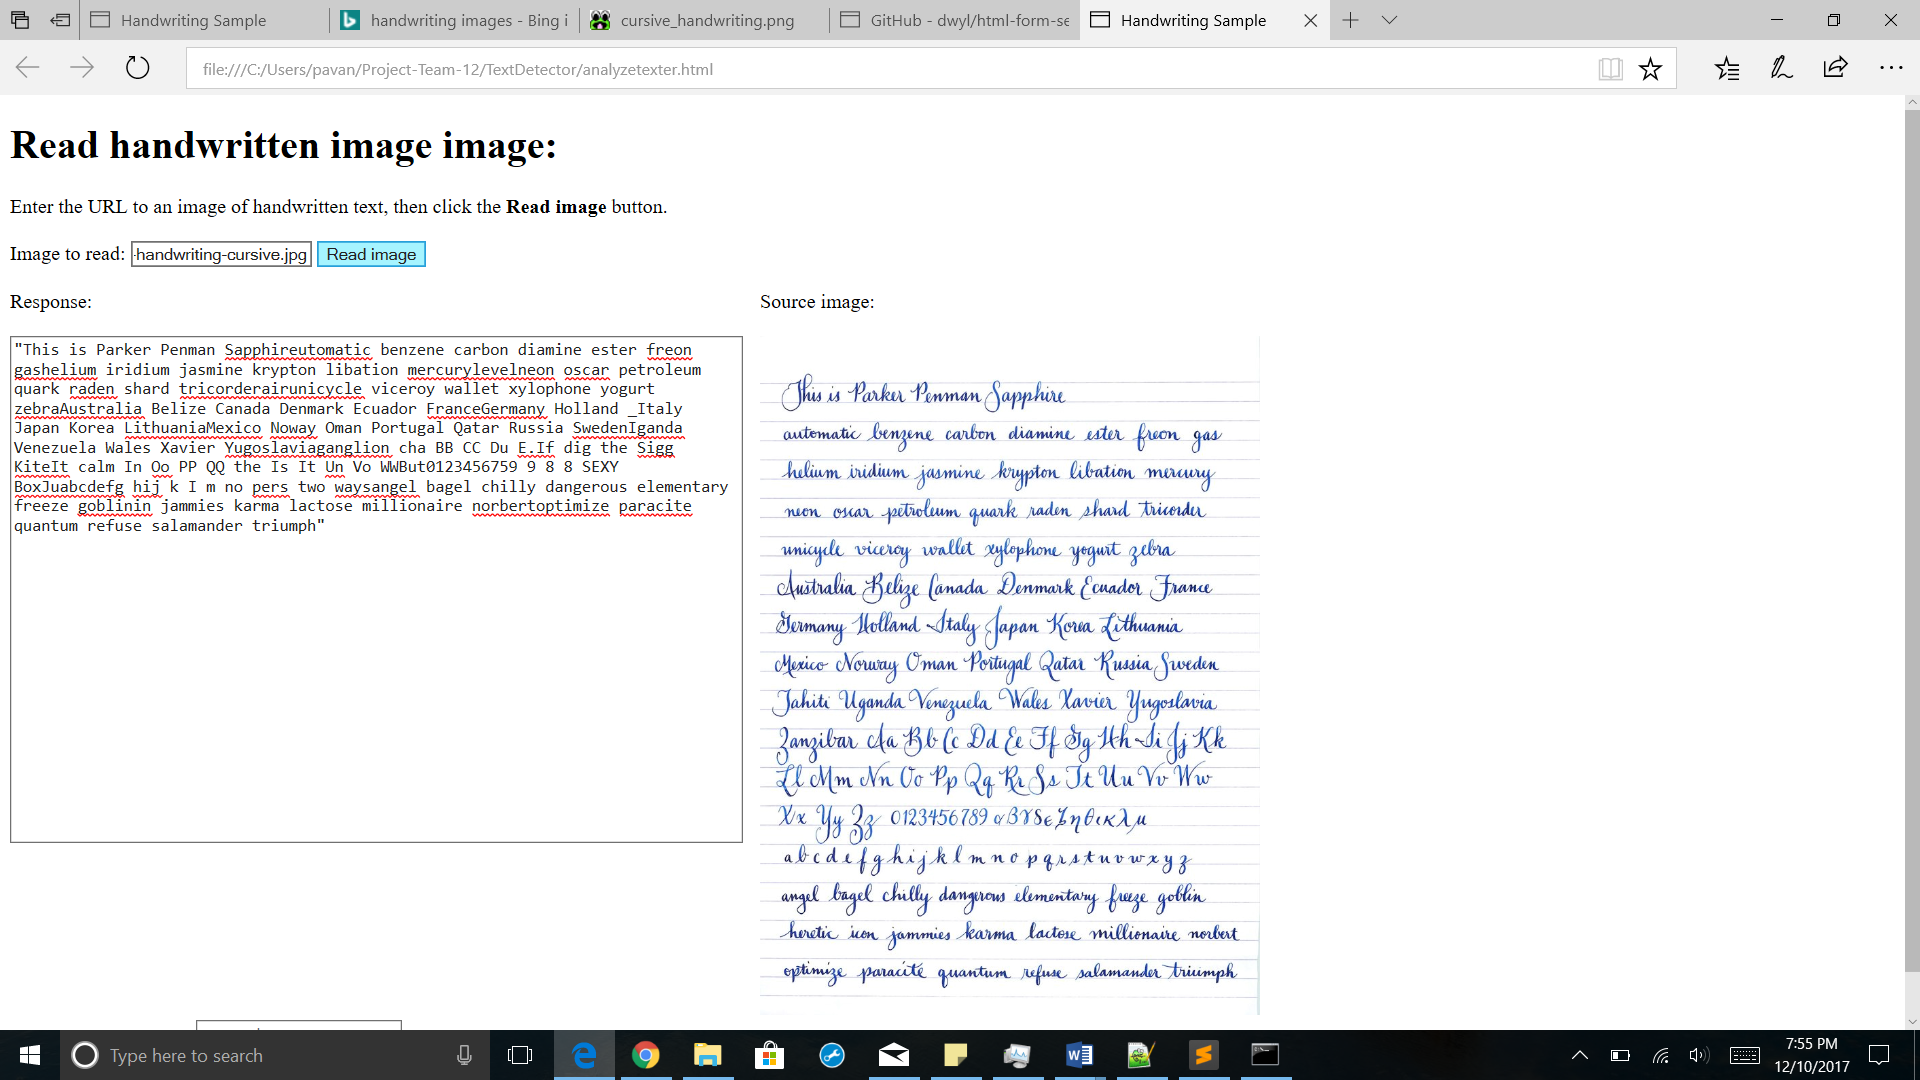 Handwriting Sample
handwriting images - Bing i
cursive_handwriting.png
GitHub - dwyl/html-form-se
Handwriting Sample
file:///C:/Users/pavan/Project-Team-12/TextDetector/analyzetexter.html
Read handwritten image image:
Enter the URL to an image of handwritten text, then click the Read image button.
Image to read: -handwriting-cursive.jpg Read image
Response:
"This is Parker Penman Sapphireutomatic benzene carbon diamine ester freon
gashelium iridium jasmine krypton libation mercurylevelneon oscar petroleum
quark raden shard tricorderairunicycle viceroy wallet xylophone yogurt
zebraAustralia Belize Canada Denmark Ecuador FranceGermany Holland _Italy
Japan Korea LithuaniaMexico Noway Oman Portugal Qatar Russia SwedenIganda
Venezuela Wales Xavier Yugoslaviaganglion cha BB CC Du E.If dig the Sigg
KiteIt calm In Oo PP QQ the Is It Un Vo WWBut0123456759 9 8 8 SEXY
BoxJuabcdefg hij k I m no pers two waysangel bagel chilly dangerous elementary
freeze goblinin jammies karma lactose millionaire norbertoptimize paracite
quantum refuse salamander triumph"
Source image:
This is Parker Penman Sapphire
automatic benzene carbon diamine ester freon gas
helium iridium jasmine krypton libation mercury
neon oscar petroleum quark raden shard tricorder
unicycle viceroy wallet xylophone yogurt zebra
Australia Belize Canada Denmark Ecuador France
Germany Holland Italy Japan Korea Lithuania
Mexico Norway Oman Portugal Qatar Russia Sweden
Tahiti Uganda Venezuela Wales Xavier Yugoslavia
Zanzibar Aa Bb Cc Dd Ee Ff Gg Hh Ii Jj Kk
Ll Mm Nn Oo Pp Qq Rr Ss Tt Uu Vv Ww
Xx Yy Zz 0123456789 αβγδεζηθικλμ
a b c d e f g h i j k l m n o p q r s t u v w x y z
angel bagel chilly dangerous elementary freeze goblin
heretic icon jammies karma lactose millionaire norbert
optimize paracite quantum refuse salamander triumph
Type here to search
7:55 PM
12/10/2017